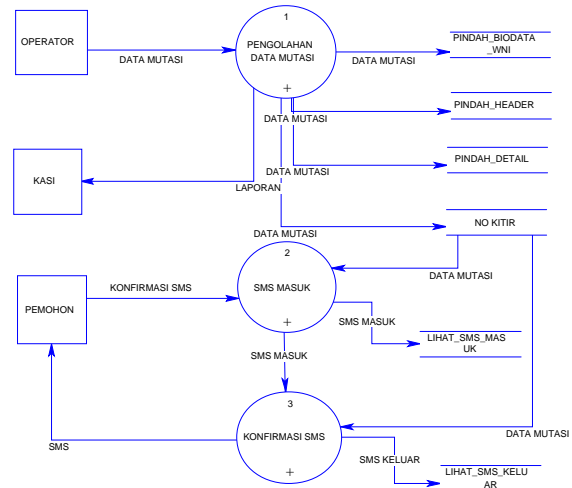 1
OPERATOR
PENGOLAHAN
DATA MUTASI
+
DATA MUTASI
DATA MUTASI
PINDAH_BIODATA
_WNI
PINDAH_HEADER
DATA MUTASI
PINDAH_DETAIL
DATA MUTASI
KASI
LAPORAN
NO KITIR
DATA MUTASI
2
DATA MUTASI
KONFIRMASI SMS
SMS MASUK
PEMOHON
+
SMS MASUK
LIHAT_SMS_MAS
UK
SMS MASUK
3
KONFIRMASI SMS
DATA MUTASI
SMS
SMS KELUAR
+
LIHAT_SMS_KELU
AR